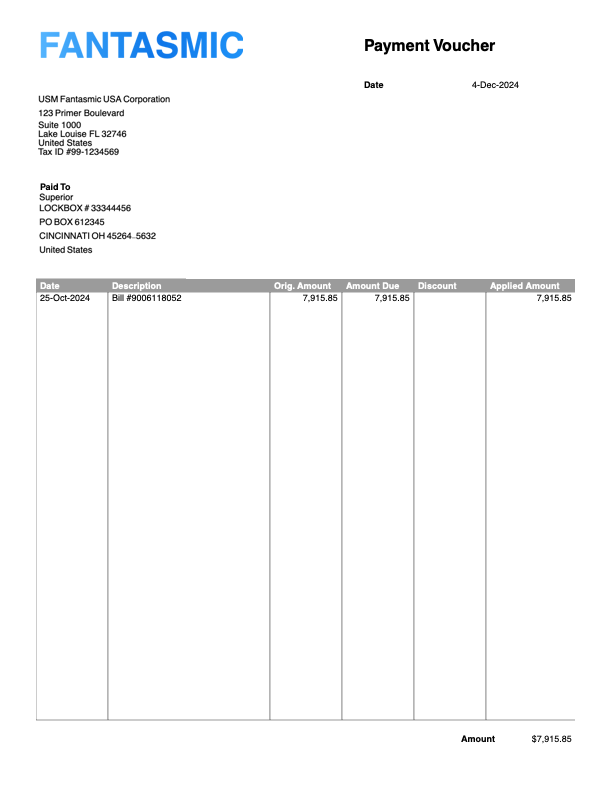 FANTASMIC
Payment Voucher
Date 4-Dec-2024
USM Fantasmic USA Corporation
123 Primer Boulevard
Suite 1000
Lake Louise FL 32746
United States
Tax ID #99-1234569
Paid To
Superior
LOCKBOX # 33344456
PO BOX 612345
CINCINNATI OH 45264-5632
United States
Date Description Orig. Amount Amount Due Discount Applied Amount
25-Oct-2024 Bill #9006118052 7,915.85 7,915.85 7,915.85
Amount $7,915.85